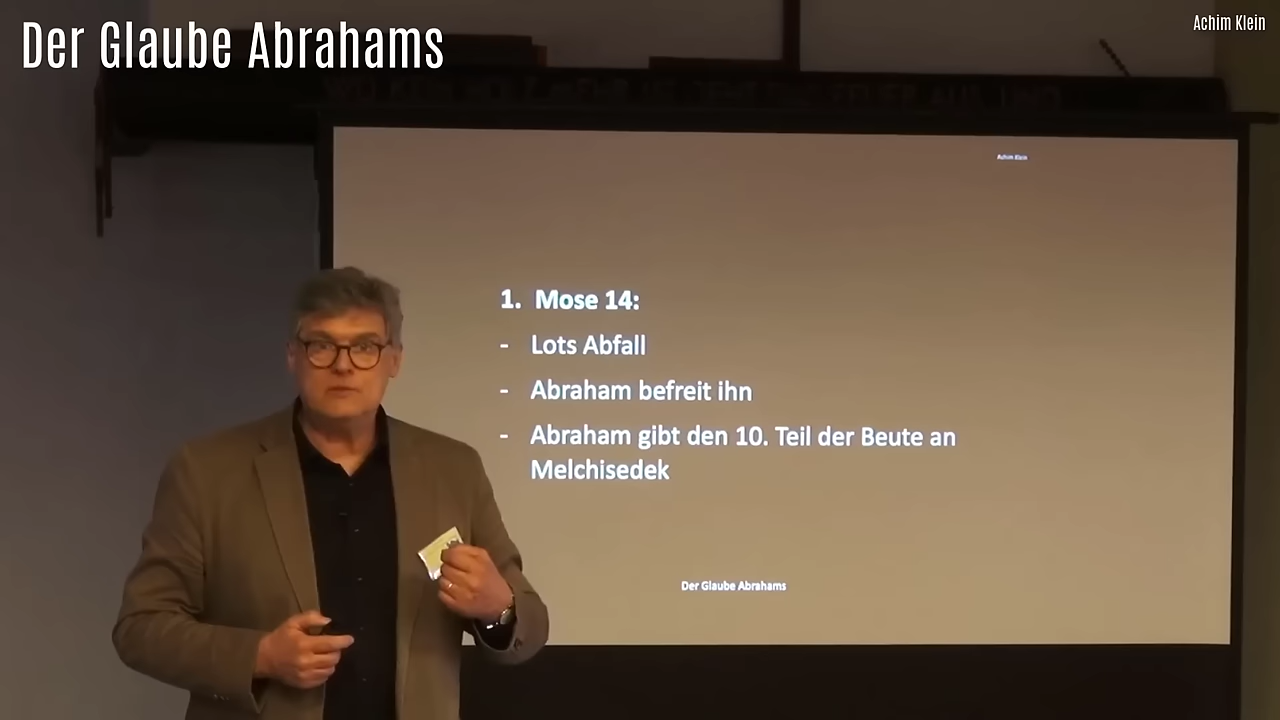 Der Glaube Abrahams
Achim Klein
Achim Klein
1. Mose 14:
- Lots Abfall
- Abraham befreit ihn
- Abraham gibt den 10. Teil der Beute an
Melchisedek
Der Glaube Abrahams